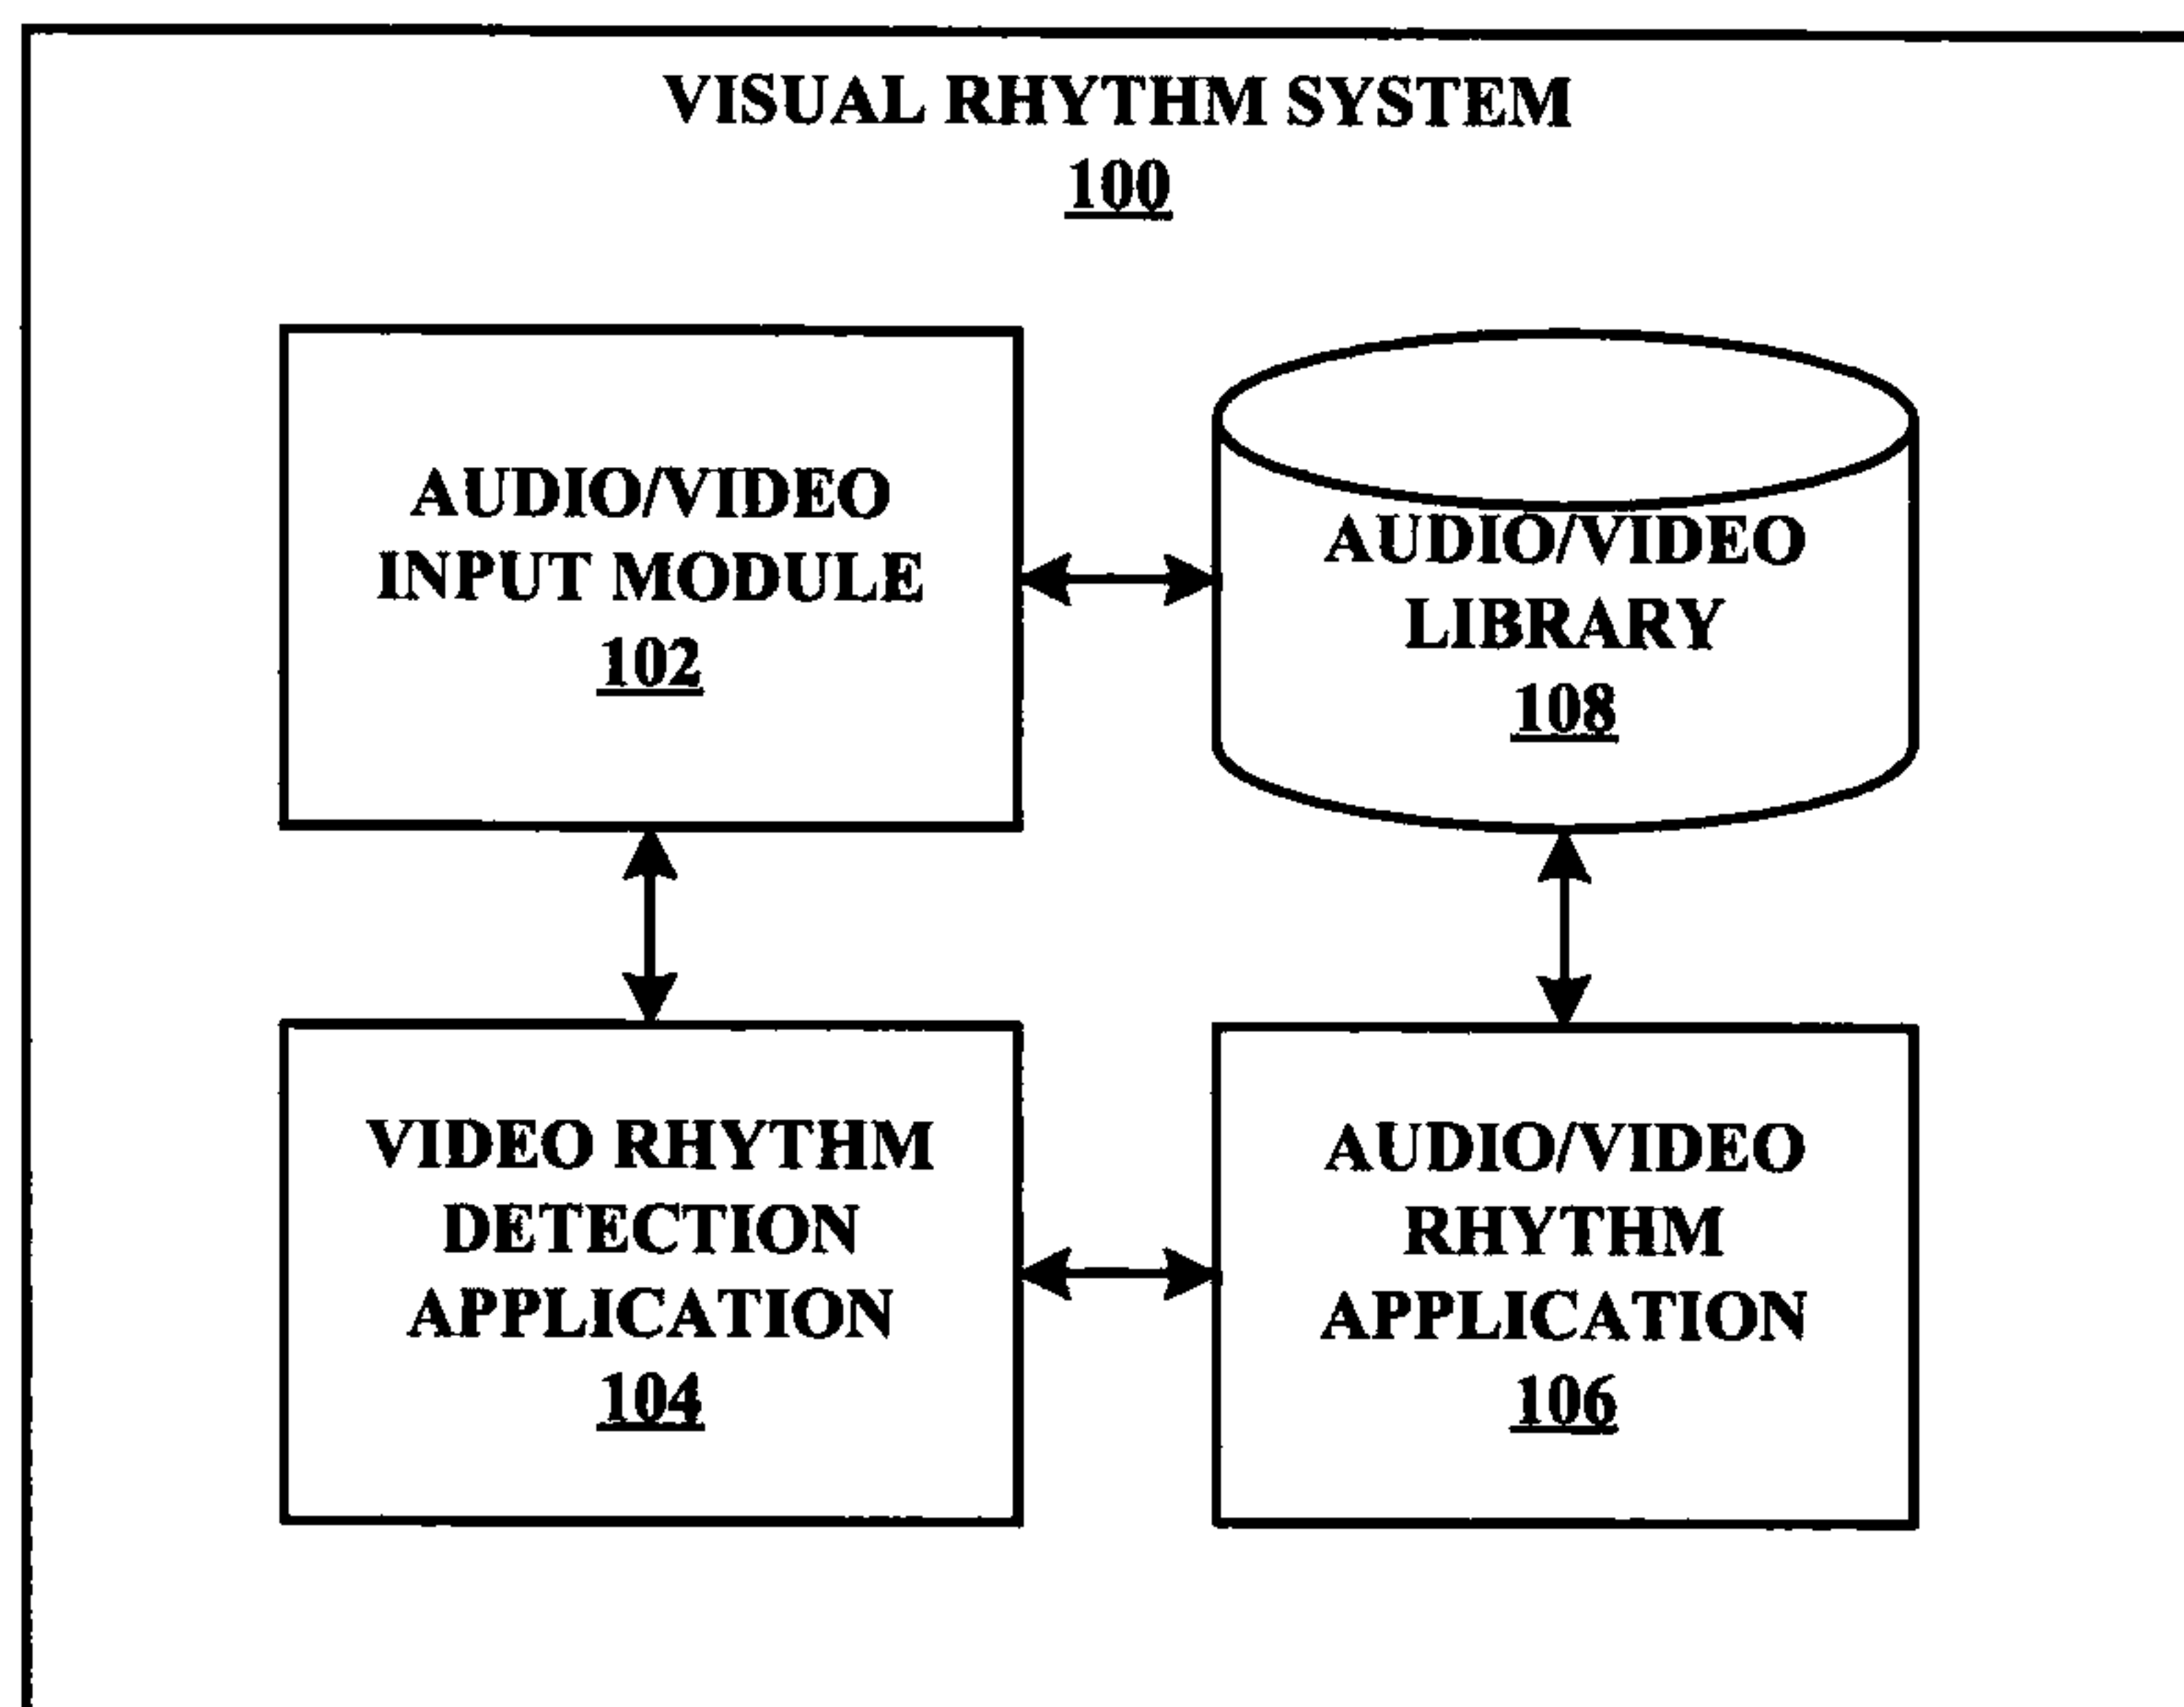 VISUAL RHYTHM SYSTEM
100
AUDIO/VIDEO
INPUT MODULE
102
AUDIO/VIDEO
LIBRARY
108
VIDEO RHYTHM
DETECTION
APPLICATION
104
AUDIO/VIDEO
RHYTHM
APPLICATION
106